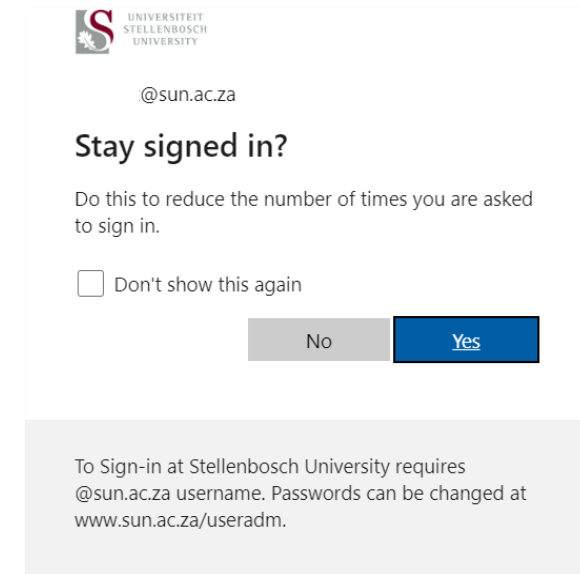 UNIVERSITEIT
STELLENBOSCH
UNIVERSITY
@sun.ac.za
Stay signed in?
Do this to reduce the number of times you are asked
to sign in.
Don't show this again
No
Yes
To Sign-in at Stellenbosch University requires
@sun.ac.za username. Passwords can be changed at
www.sun.ac.za/useradm.